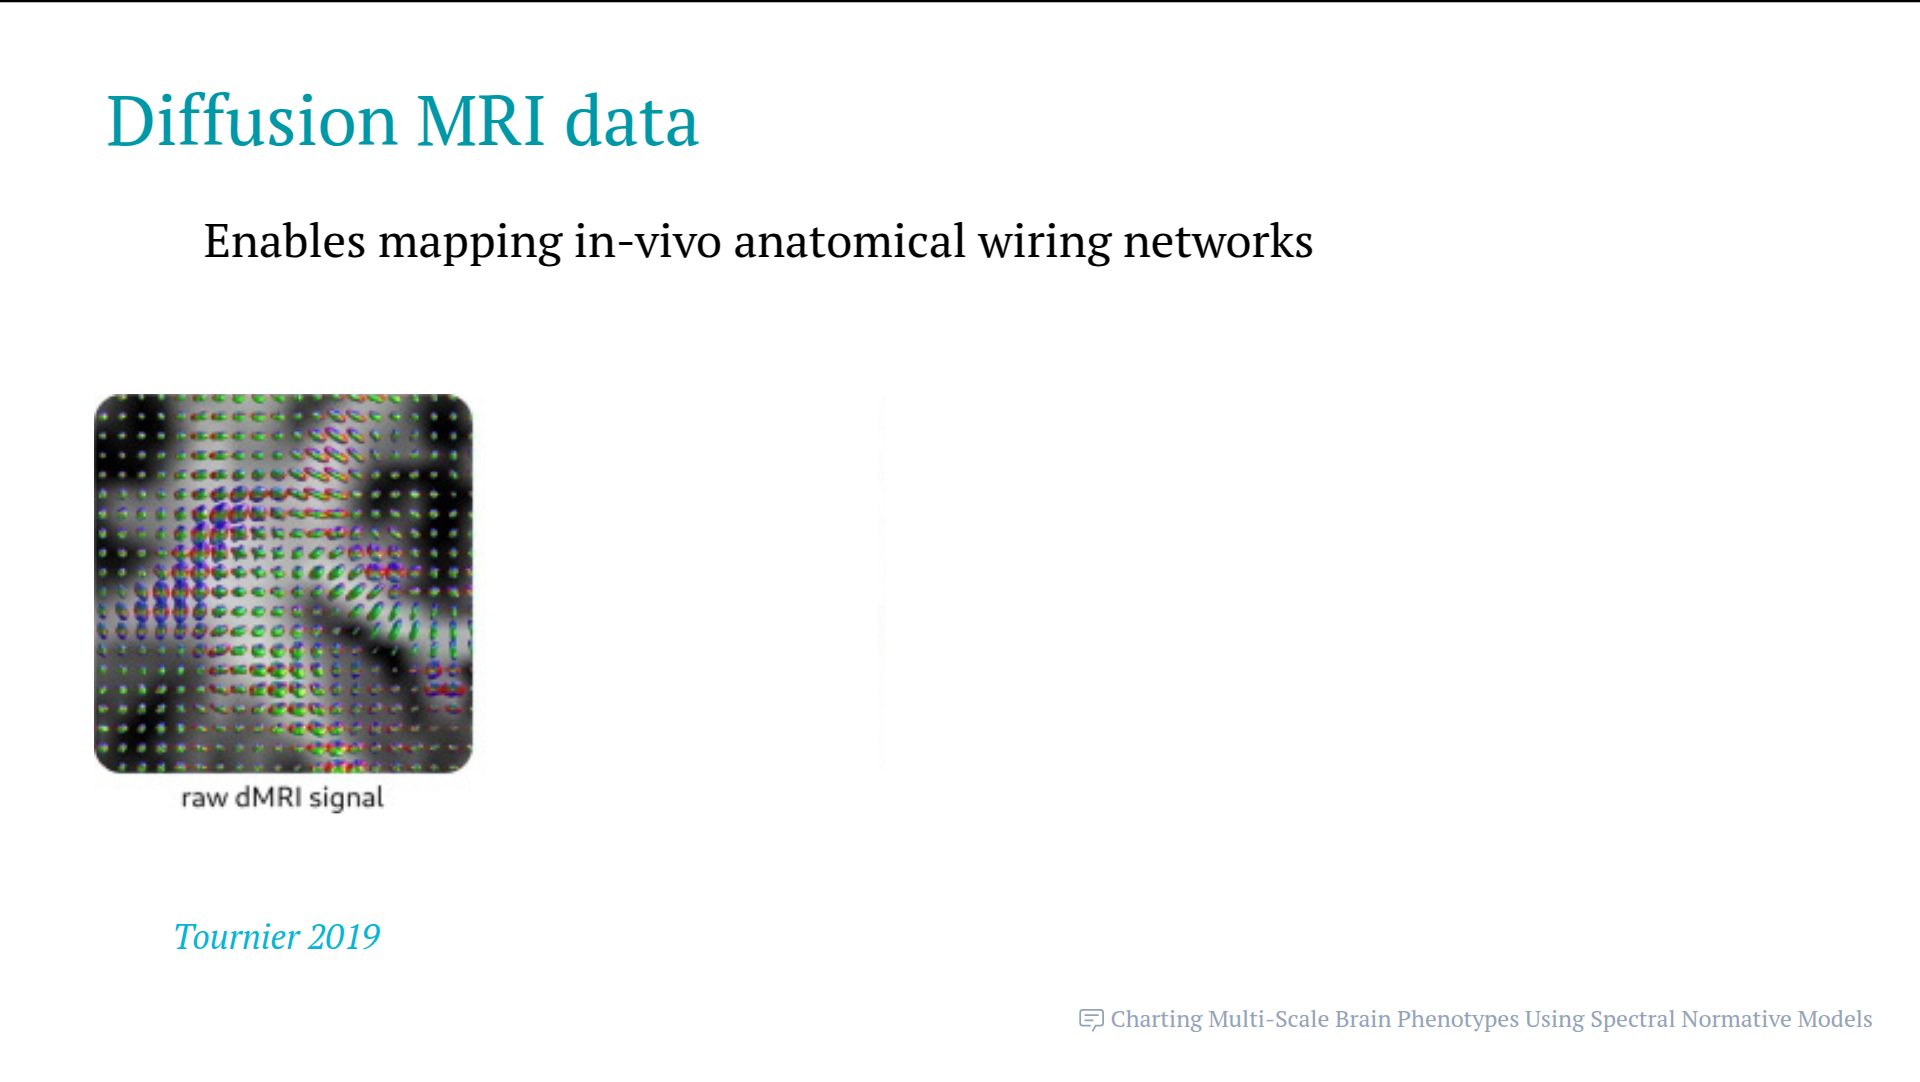 Diffusion MRI data
Enables mapping in-vivo anatomical wiring networks
raw dMRI signal
Tournier 2019
Charting Multi-Scale Brain Phenotypes Using Spectral Normative Models